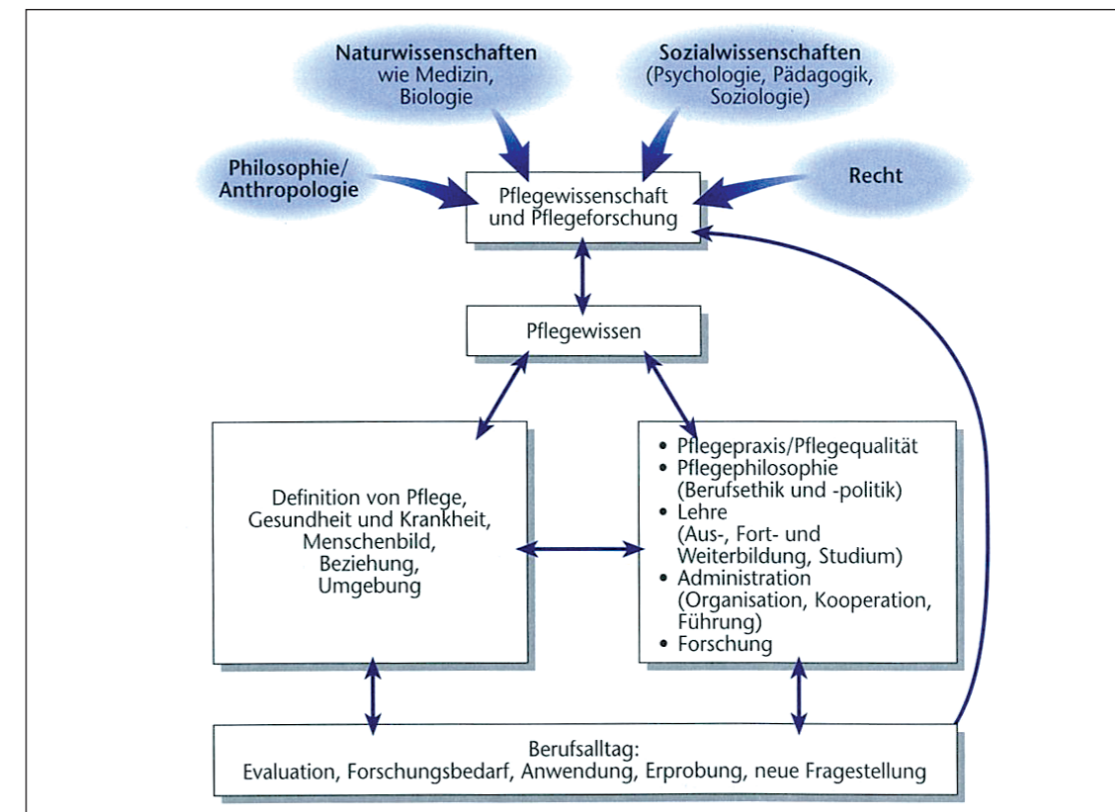 Naturwissenschaften
wie Medizin,
Biologie
Sozialwissenschaften
(Psychologie, Pädagogik,
Soziologie)
Philosophie/
Anthropologie
Recht
Pflegewissenschaft
und Pflegeforschung
Pflegewissen
Definition von Pflege,
Gesundheit und Krankheit,
Menschenbild,
Beziehung,
Umgebung
• Pflegepraxis/Pflegequalität
• Pflegephilosophie
(Berufsethik und -politik)
• Lehre
(Aus-, Fort- und
Weiterbildung, Studium)
• Administration
(Organisation, Kooperation,
Führung)
• Forschung
Berufsalltag:
Evaluation, Forschungsbedarf, Anwendung, Erprobung, neue Fragestellung